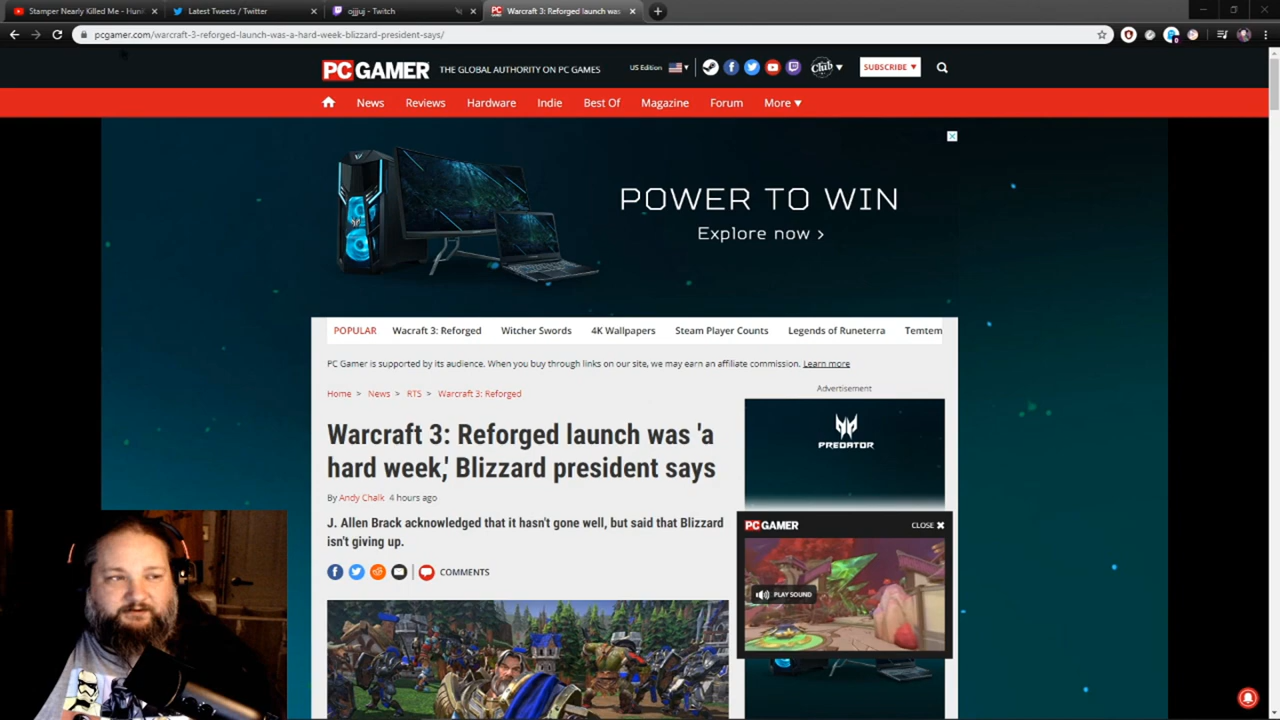 Stamper Nearly Killed Me - Hun
Latest Tweets / Twitter
ojjjuj - Twitch
Warcraft 3: Reforged launch was
pcgamer.com/warcraft-3-reforged-launch-was-a-hard-week-blizzard-president-says/
PC GAMER THE GLOBAL AUTHORITY ON PC GAMES US Edition Club SUBSCRIBE
News Reviews Hardware Indie Best Of Magazine Forum More
POWER TO WIN
Explore now >
POPULAR Wacraft 3: Reforged Witcher Swords 4K Wallpapers Steam Player Counts Legends of Runeterra Temtem
PC Gamer is supported by its audience. When you buy through links on our site, we may earn an affiliate commission. Learn more
Advertisement
Home > News > RTS > Warcraft 3: Reforged
Warcraft 3: Reforged launch was 'a
hard week,' Blizzard president says
By Andy Chalk 4 hours ago
J. Allen Brack acknowledged that it hasn't gone well, but said that Blizzard
isn't giving up.
COMMENTS
PREDATOR
PC GAMER CLOSE
PLAY SOUND